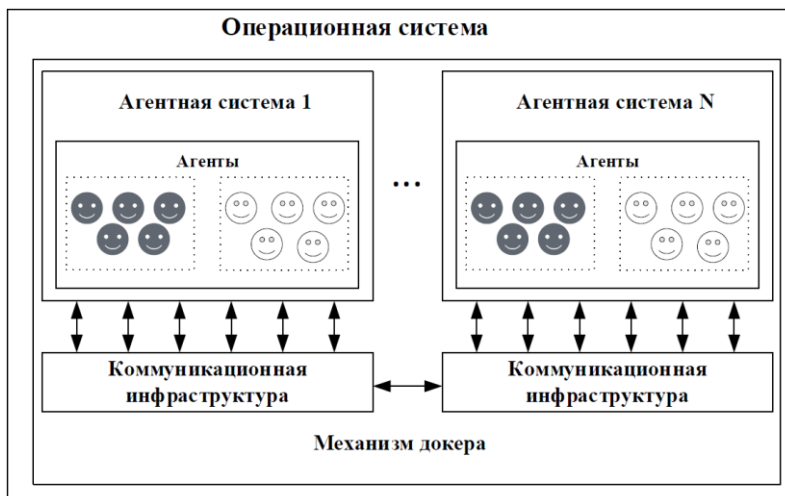 Операционная система
Агентная система 1
Агенты
...
Агентная система N
Агенты
Коммуникационная
инфраструктура
Коммуникационная
инфраструктура
Механизм докера